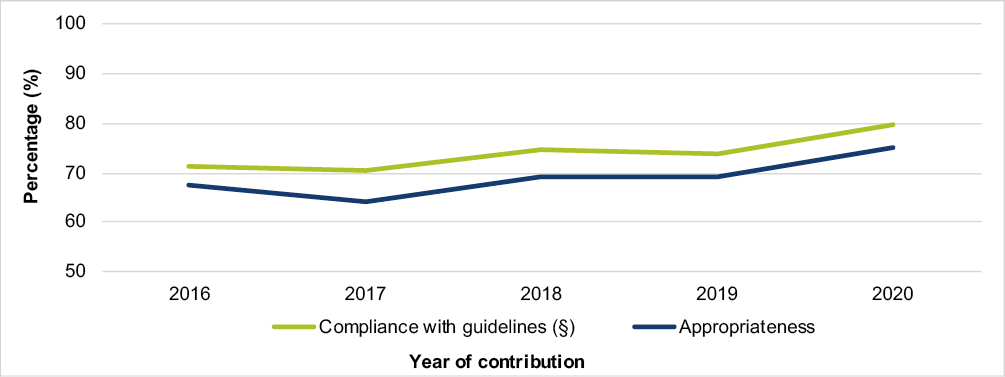 100
90
80
70
60
50
Percentage (%)
2016 2017 2018 2019 2020
Compliance with guidelines (§) Appropriateness
Year of contribution